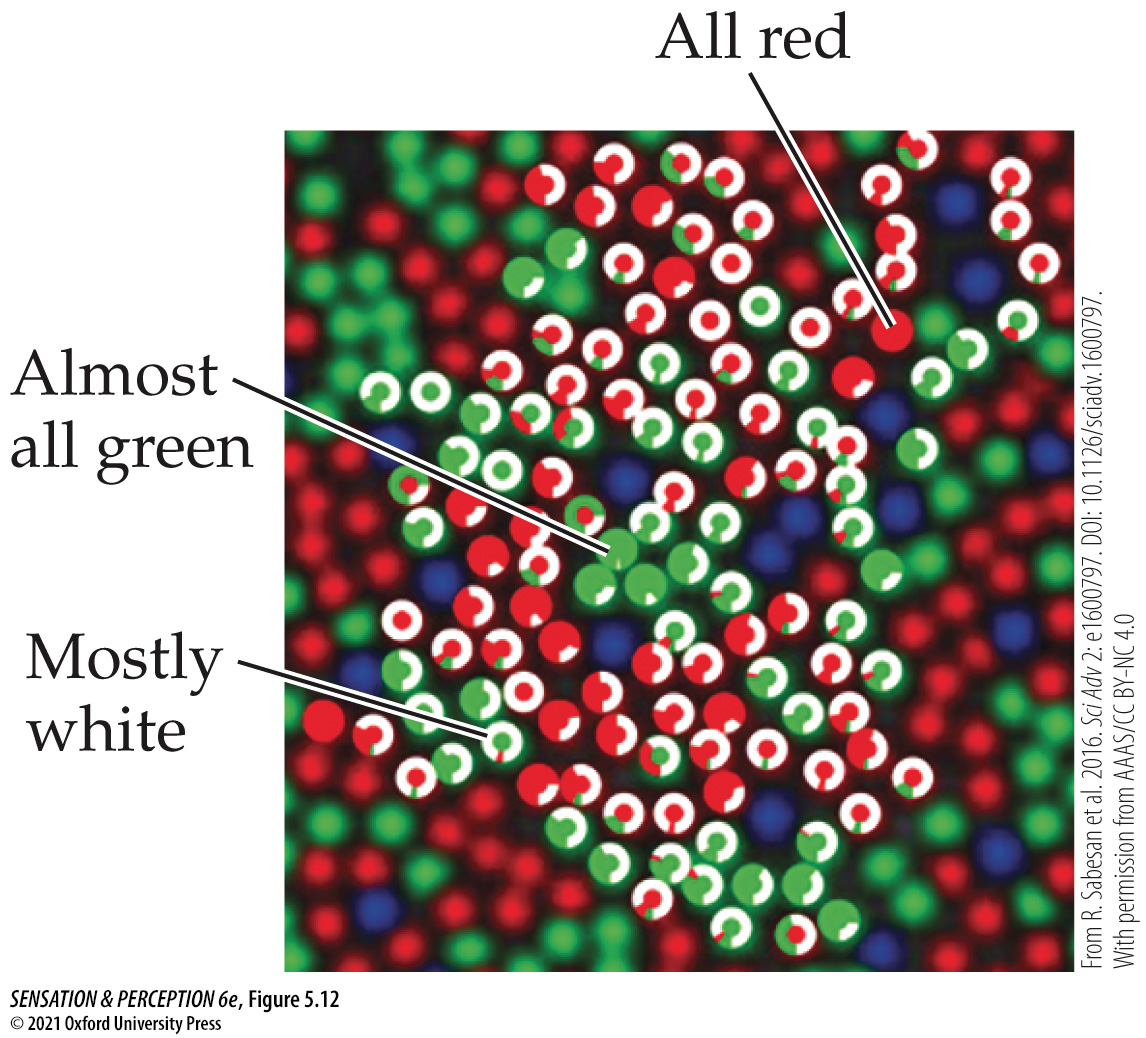 All red
Almost
all green
Mostly
white
From R. Sabesan et al. 2016. Sci Adv 2: e1600797. DOI: 10.1126/sciadv.1600797.
With permission from AAAS/CC BY-NC 4.0
SENSATION & PERCEPTION 6e, Figure 5.12
© 2021 Oxford University Press